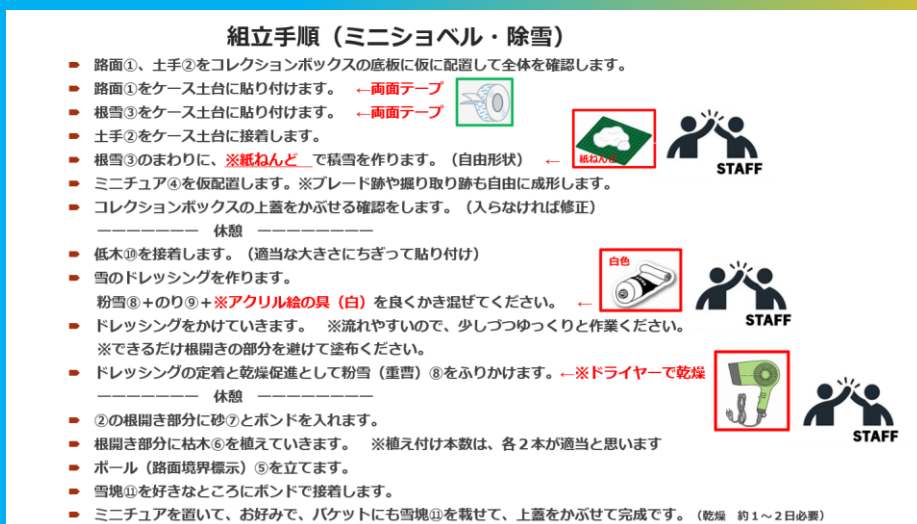 組立手順（ミニショベル・除雪）
路面①、土手②をコレクションボックスの底板に仮に配置して全体を確認します。
路面①をケース土台に貼り付けます。 ←両面テープ
根雪③をケース土台に貼り付けます。 ←両面テープ
土手②をケース土台に接着します。
根雪③のまわりに、※紙ねんど で積雪を作ります。（自由形状） ←
紙ねんど
STAFF
ミニチュア④を仮配置します。※ブレード跡や掘り取り跡も自由に成形します。
コレクションボックスの上蓋をかぶせる確認をします。（入らなければ修正）
ーーーーーーー 休憩 ーーーーーーーー
低木⑩を接着します。（適当な大きさにちぎって貼り付け）
雪のドレッシングを作ります。
粉雪⑧＋のり⑨＋※アクリル絵の具（白）を良くかき混ぜてください。 ←
白色
STAFF
ドレッシングをかけていきます。 ※流れやすいので、少しづつゆっくりと作業ください。
※できるだけ根開きの部分を避けて塗布ください。
ドレッシングの定着と乾燥促進として粉雪（重曹）⑧をふりかけます。←※ドライヤーで乾燥
ーーーーーーー 休憩 ーーーーーーーー
STAFF
②の根開き部分に砂⑦とボンドを入れます。
根開き部分に枯木⑥を植えていきます。 ※植え付け本数は、各２本が適当と思います
ポール（路面境界標示）⑤を立てます。
雪塊⑪を好きなところにボンドで接着します。
ミニチュアを置いて、お好みで、バケットにも雪塊⑪を載せて、上蓋をかぶせて完成です。（乾燥 約１～２日必要）